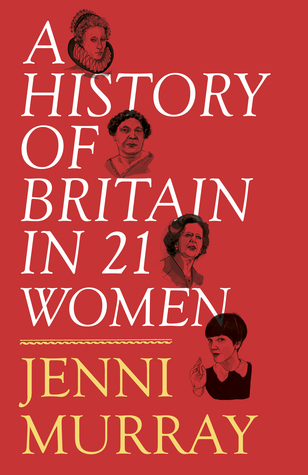 A
HISTORY
OF
BRITAIN
IN 21
WOMEN
JENNI
MURRAY